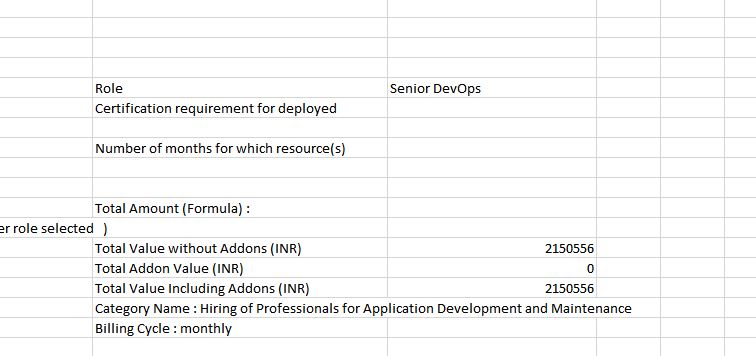 Role Senior DevOps
Certification requirement for deployed
Number of months for which resource(s)
Total Amount (Formula) :
er role selected )
Total Value without Addons (INR) 2150556
Total Addon Value (INR) 0
Total Value Including Addons (INR) 2150556
Category Name : Hiring of Professionals for Application Development and Maintenance
Billing Cycle : monthly